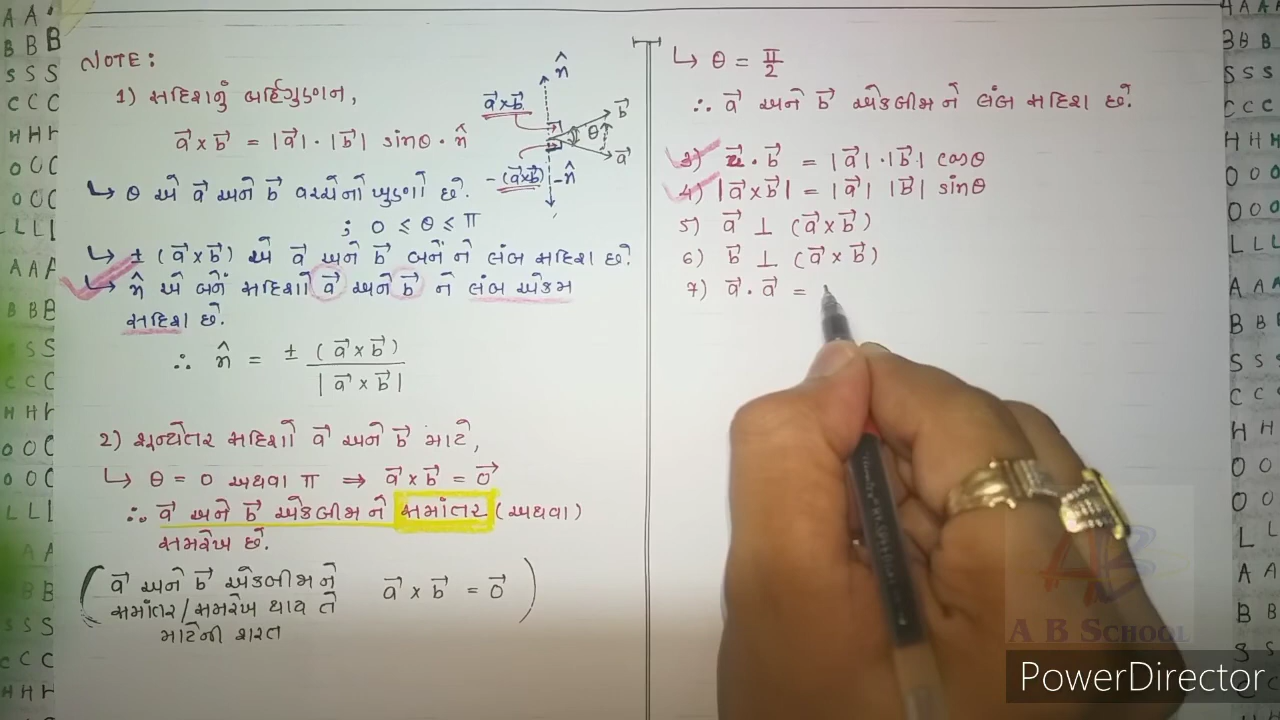 NOTE:
1) સદિશનું બર્હિગુણન,
a⃗ × b⃗ = |a⃗| · |b⃗| sinθ · n̂
n̂
a⃗×b⃗
b⃗
θ
a⃗
-(a⃗×b⃗)
-n̂
↳ θ એ a⃗ અને b⃗ વચ્ચેનો ખુણો છે.
; 0 ≤ θ ≤ π
↳ ± (a⃗ × b⃗) એ a⃗ અને b⃗ બંને ને લંબ સદિશ છે.
↳ n̂ એ બંને સદિશો a⃗ અને b⃗ ને લંબ એકમ
સદિશ છે.
∴ n̂ = ± (a⃗ × b⃗)
|a⃗ × b⃗|
2) શૂન્યેતર સદિશો a⃗ અને b⃗ માટે,
↳ θ = 0 અથવા π ⇒ a⃗ × b⃗ = 0⃗
∴ a⃗ અને b⃗ એકબીજાને સમાંતર (અથવા)
સમરેખ છે.
( a⃗ અને b⃗ એકબીજાને
સમાંતર/સમરેખ થાય તે
માટેની શરત
a⃗ × b⃗ = 0⃗ )
↳ θ = π/2
∴ a⃗ અને b⃗ એકબીજાને લંબ સદિશ છે.
3) a⃗ · b⃗ = |a⃗| · |b⃗| cosθ
4) |a⃗ × b⃗| = |a⃗| |b⃗| sinθ
5) a⃗ ⊥ (a⃗ × b⃗)
6) b⃗ ⊥ (a⃗ × b⃗)
7) a⃗ · a⃗ =
A B SCHOOL
PowerDirector